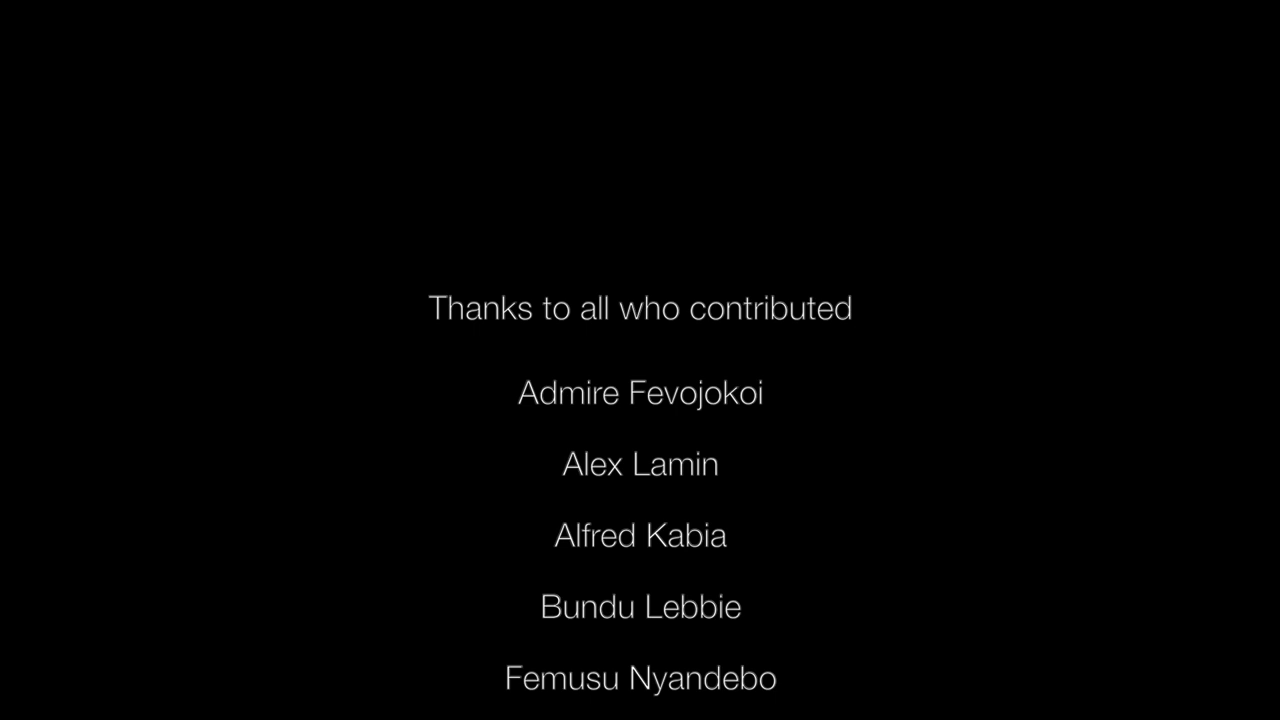 Thanks to all who contributed
Admire Fevojokoi
Alex Lamin
Alfred Kabia
Bundu Lebbie
Femusu Nyandebo